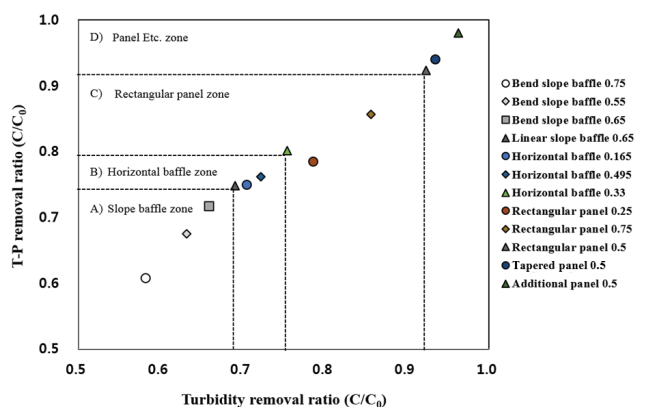 1.0
0.9
0.8
0.7
0.6
0.5
T-P removal ratio (C/C0)
D) Panel Etc. zone
C) Rectangular panel zone
B) Horizontal baffle zone
A) Slope baffle zone
0.5 0.6 0.7 0.8 0.9 1.0
Turbidity removal ratio (C/C0)
Bend slope baffle 0.75
Bend slope baffle 0.55
Bend slope baffle 0.65
Linear slope baffle 0.65
Horizontal baffle 0.165
Horizontal baffle 0.495
Horizontal baffle 0.33
Rectangular panel 0.25
Rectangular panel 0.75
Rectangular panel 0.5
Tapered panel 0.5
Additional panel 0.5